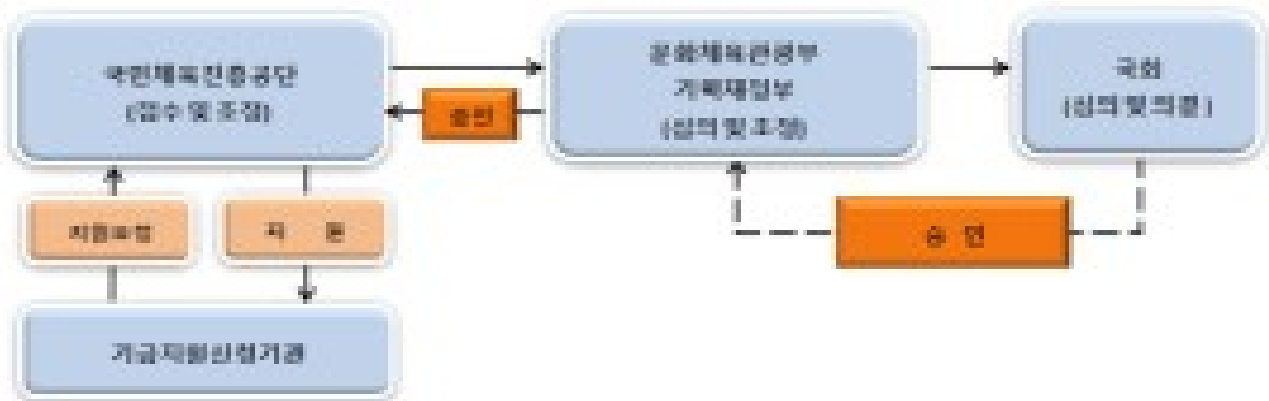 국민체육진흥공단
(접수 및 조정)
문화체육관광부
기획재정부
(심의 및 조정)
국회
(심의 및 의결)
승인
지원요청
지 원
승 인
기금지원신청기관